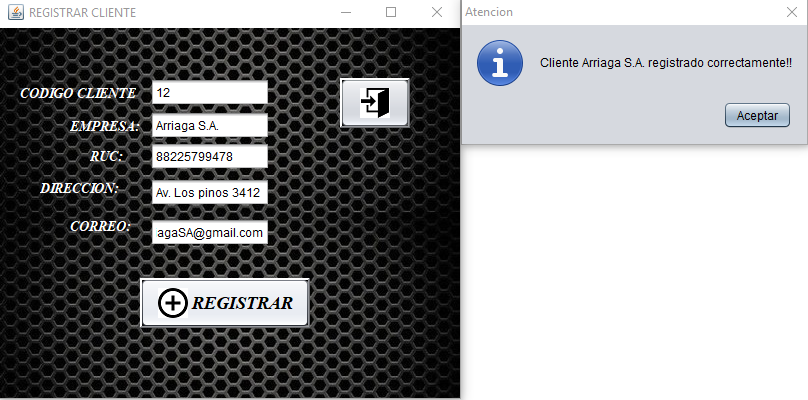 REGISTRAR CLIENTE
CODIGO CLIENTE 12
EMPRESA: Arriaga S.A.
RUC: 88225799478
DIRECCION: Av. Los pinos 3412
CORREO: agaSA@gmail.com
REGISTRAR
Atencion
Cliente Arriaga S.A. registrado correctamente!!
Aceptar